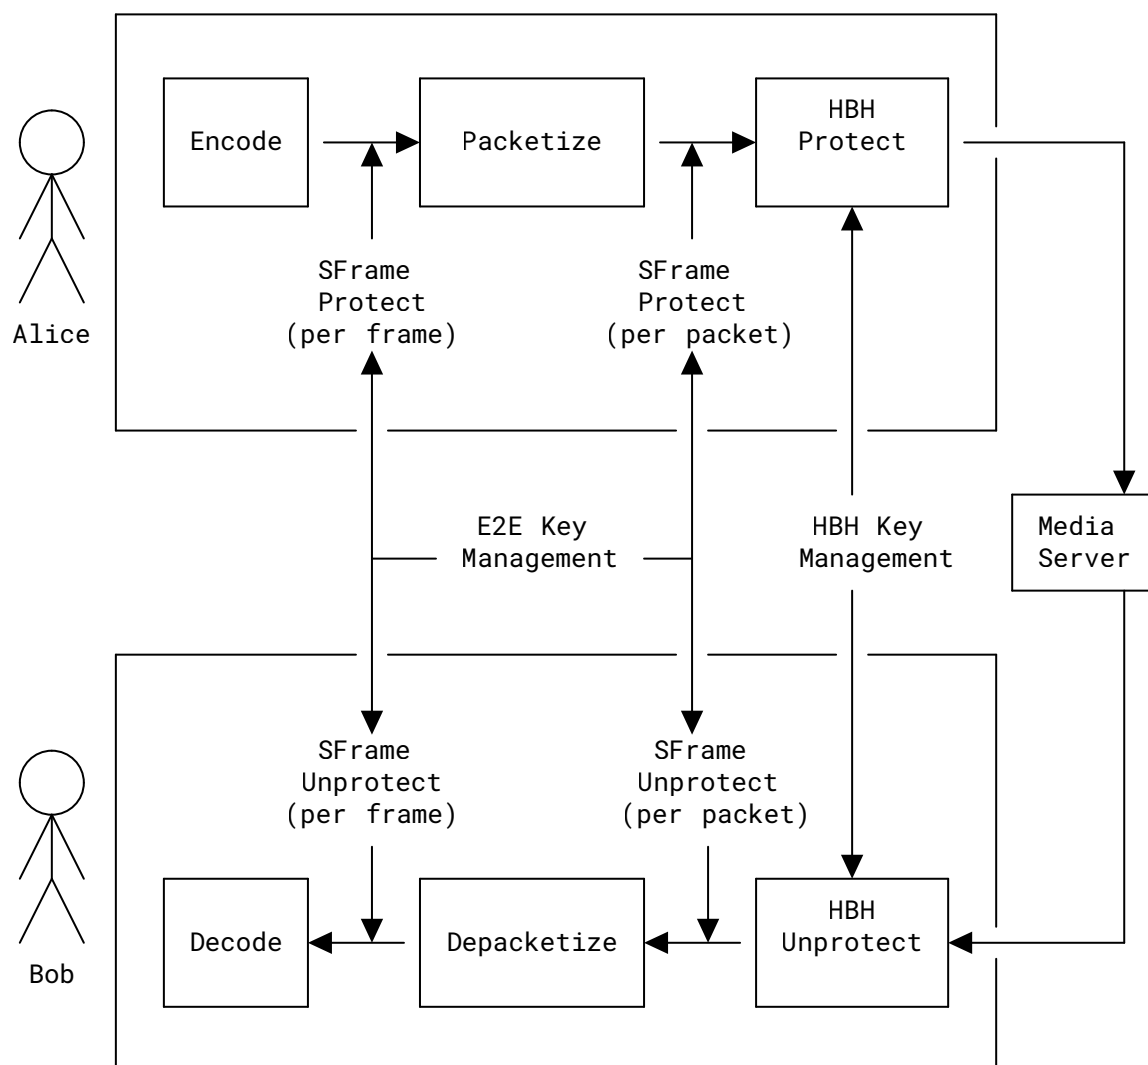 Encode
Packetize
HBH
Protect
Alice
SFrame
Protect
(per frame)
SFrame
Protect
(per packet)
E2E Key
Management
HBH Key
Management
Media
Server
SFrame
Unprotect
(per frame)
SFrame
Unprotect
(per packet)
Bob
Decode
Depacketize
HBH
Unprotect